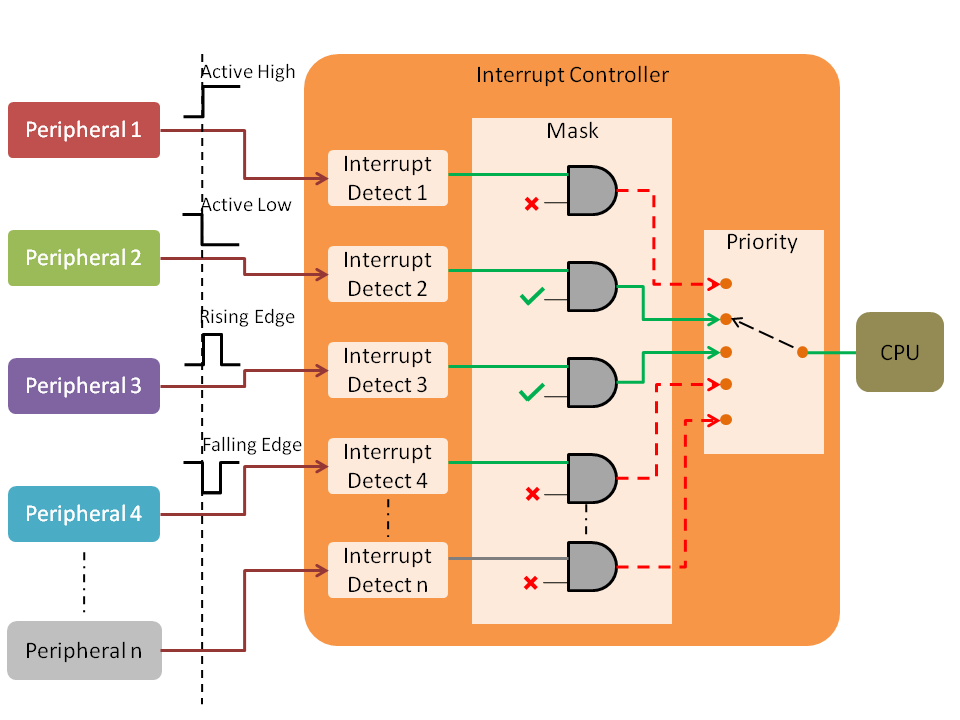 Active High
Interrupt Controller
Peripheral 1
Mask
Interrupt
Detect 1
Active Low
Peripheral 2
Interrupt
Detect 2
Priority
Rising Edge
Peripheral 3
Interrupt
Detect 3
CPU
Falling Edge
Peripheral 4
Interrupt
Detect 4
Interrupt
Detect n
Peripheral n